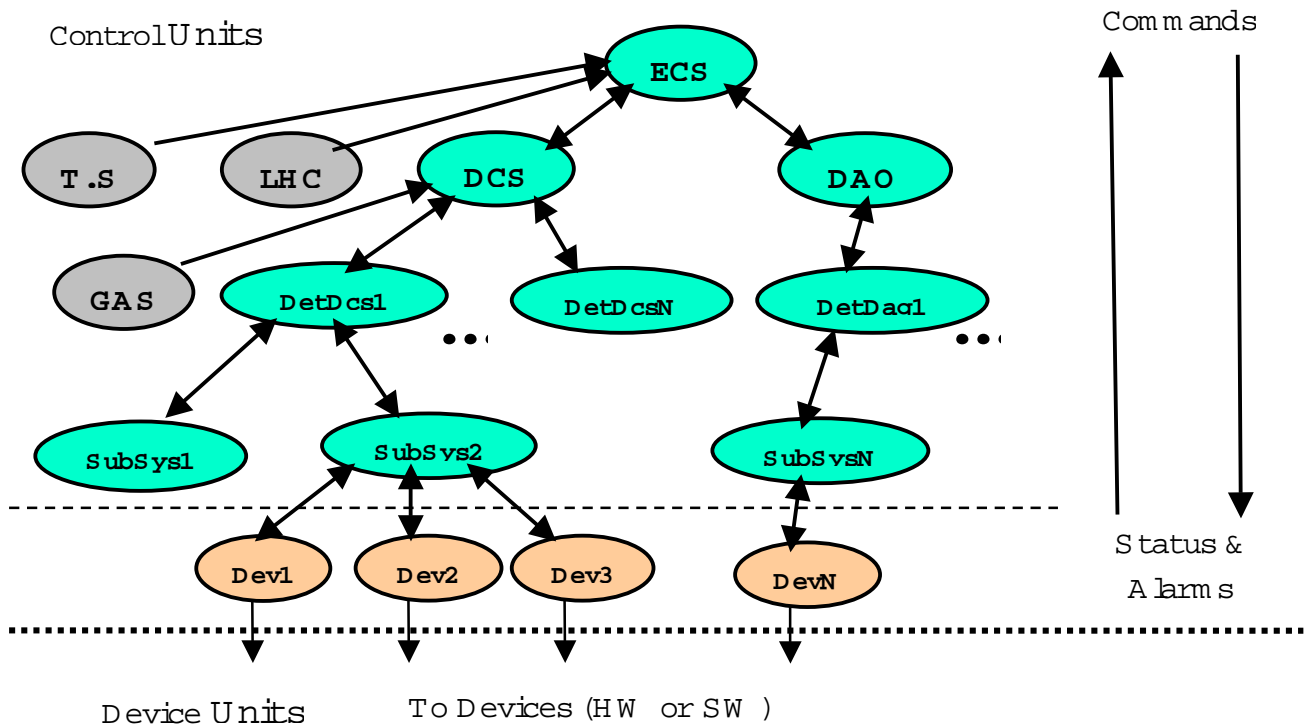 Control Units
Commands
ECS
T.S
LHC
DCS
DAO
GAS
DetDcs1
DetDcsN
DetDaq1
...
...
SubSys1
SubSys2
SubSysN
Dev1
Dev2
Dev3
DevN
Status &
Alarms
Device Units
To Devices (HW or SW)